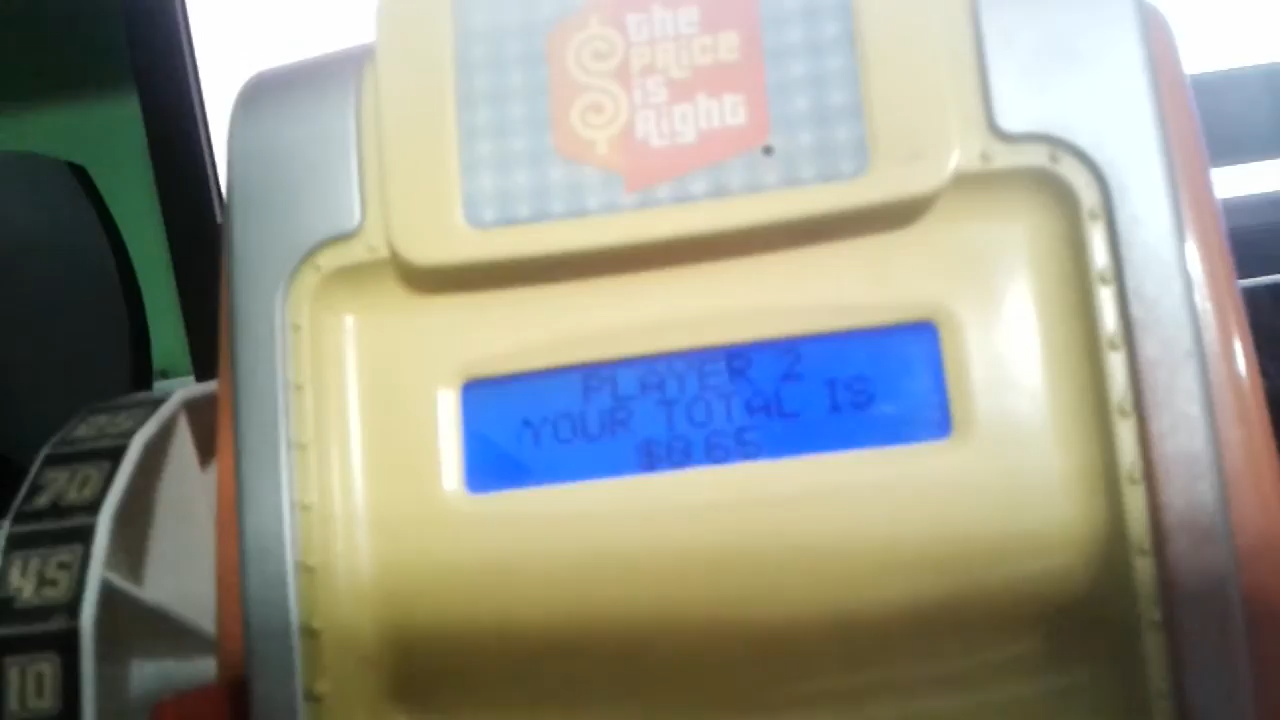 the
PRICE
is
Right
PLAYER 2
YOUR TOTAL IS
$0.65
70
45
10